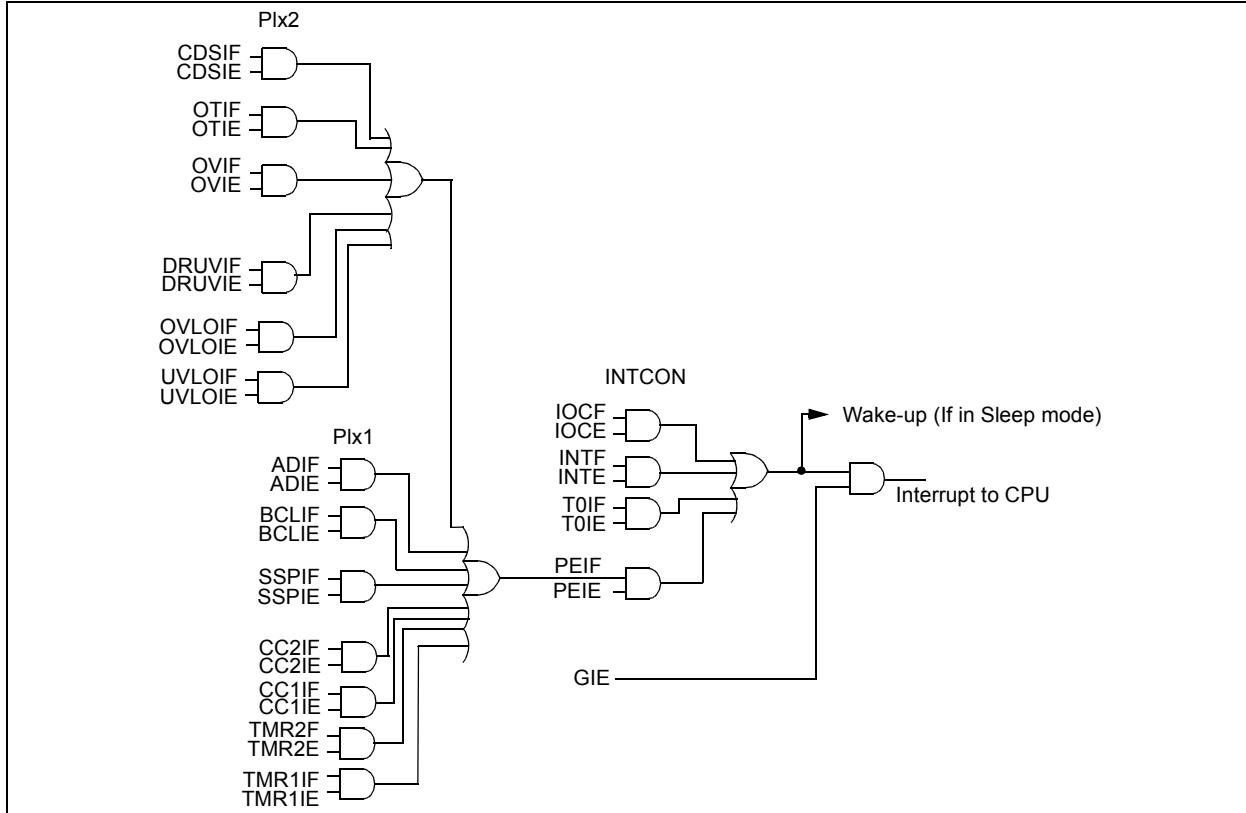 PIx2
CDSIF
CDSIE
OTIF
OTIE
OVIF
OVIE
DRUVIF
DRUVIE
OVLOIF
OVLOIE
UVLOIF
UVLOIE
PIx1
ADIF
ADIE
BCLIF
BCLIE
SSPIF
SSPIE
CC2IF
CC2IE
CC1IF
CC1IE
TMR2F
TMR2E
TMR1IF
TMR1IE
INTCON
IOCF
IOCE
INTF
INTE
T0IF
T0IE
PEIF
PEIE
GIE
Wake-up (If in Sleep mode)
Interrupt to CPU